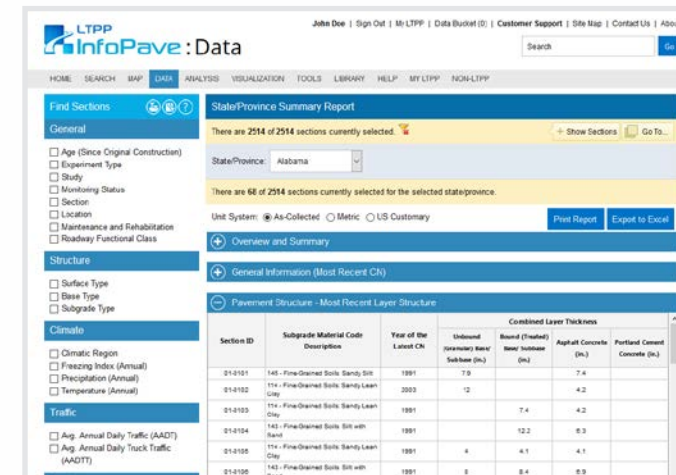 John Doe | Sign Out | My LTPP | Data Bucket (0) | Customer Support | Site Map | Contact Us | Abou
LTPP
InfoPave : Data
Search
Go
HOME SEARCH MAP DATA ANALYSIS VISUALIZATION TOOLS LIBRARY HELP MY LTPP NON-LTPP
Find Sections
State/Province Summary Report
General
There are 2514 of 2514 sections currently selected.
+ Show Sections
Go To...
Age (Since Original Construction)
Experiment Type
Study
Monitoring Status
Section
Location
Maintenance and Rehabilitation
Roadway Functional Class
State/Province: Alabama
There are 68 of 2514 sections currently selected for the selected state/province.
Unit System: As-Collected Metric US Customary
Print Report
Export to Excel
Overview and Summary
General Information (Most Recent CN)
Pavement Structure - Most Recent Layer Structure
Structure
Surface Type
Base Type
Subgrade Type
Climate
Climatic Region
Freezing Index (Annual)
Precipitation (Annual)
Temperature (Annual)
Traffic
Avg. Annual Daily Traffic (AADT)
Avg. Annual Daily Truck Traffic
(AADTT)
Combined Layer Thickness
Section ID
Subgrade Material Code Description
Year of the Latest CN
Unbound (Granular) Base/ Subbase (in.)
Bound (Treated) Base/ Subbase (in.)
Asphalt Concrete (in.)
Portland Cement Concrete (in.)
01-0101 145 - Fine-Grained Soils: Sandy Silt 1991 7.9 7.4
01-0102 114 - Fine-Grained Soils: Sandy Lean Clay 2003 12 4.2
01-0103 114 - Fine-Grained Soils: Sandy Lean Clay 1991 7.4 4.2
01-0104 143 - Fine-Grained Soils: Silt with Sand 1991 12.2 6.3
01-0105 114 - Fine-Grained Soils: Sandy Lean Clay 1991 4 4.1 4.1
01-0106 143 - Fine-Grained Soils: Silt with 1991 8 8.4 6.9